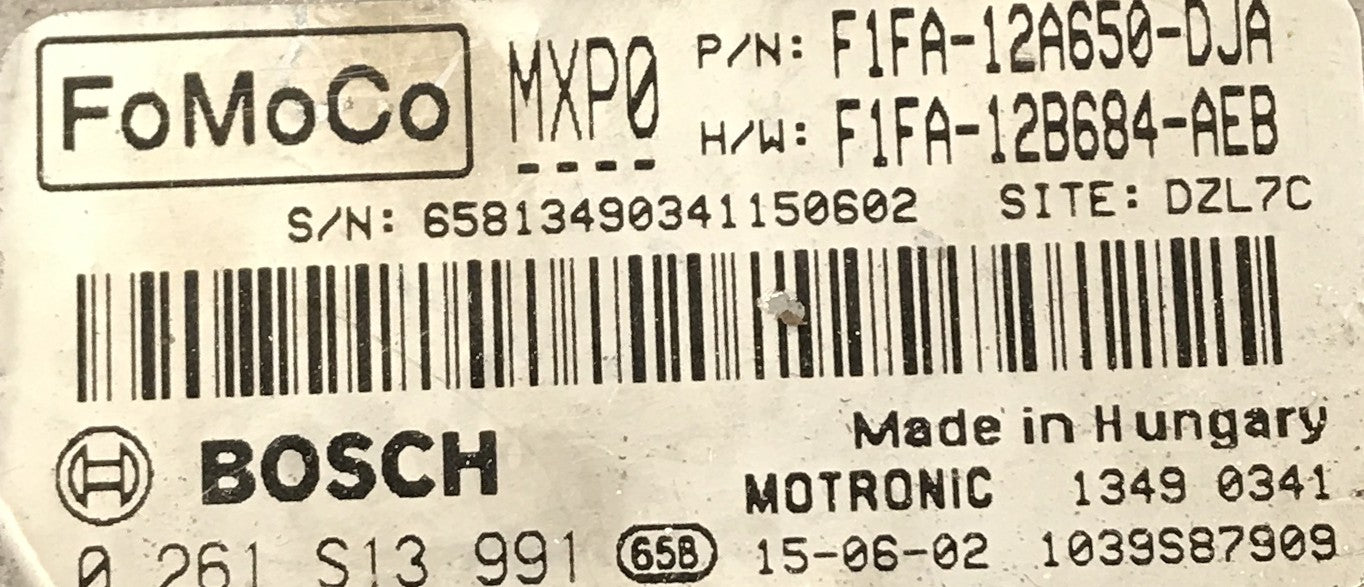 FoMoCo MXP0 P/N: F1FA-12A650-DJA
H/W: F1FA-12B684-AEB
S/N: 65813490341150602 SITE: DZL7C
BOSCH Made in Hungary
MOTRONIC 1349 0341
0 261 S13 991 65B 15-06-02 1039S87909